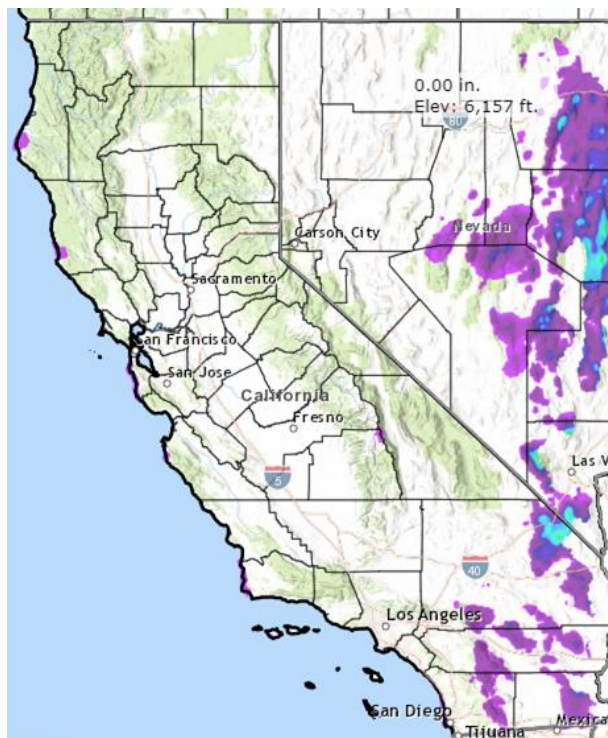 0.00 in.
Elev: 6,157 ft.
80
Nevada
Carson City
Sacramento
San Francisco
San Jose
California
Fresno
5
Las V
40
Los Angeles
San Diego
Tijuana
Mexica